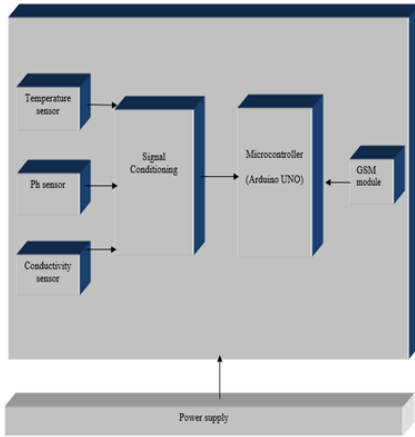 Temperature
sensor
Ph sensor
Conductivity
sensor
Signal
Conditioning
Microcontroller
(Arduino UNO)
GSM
module
Power supply